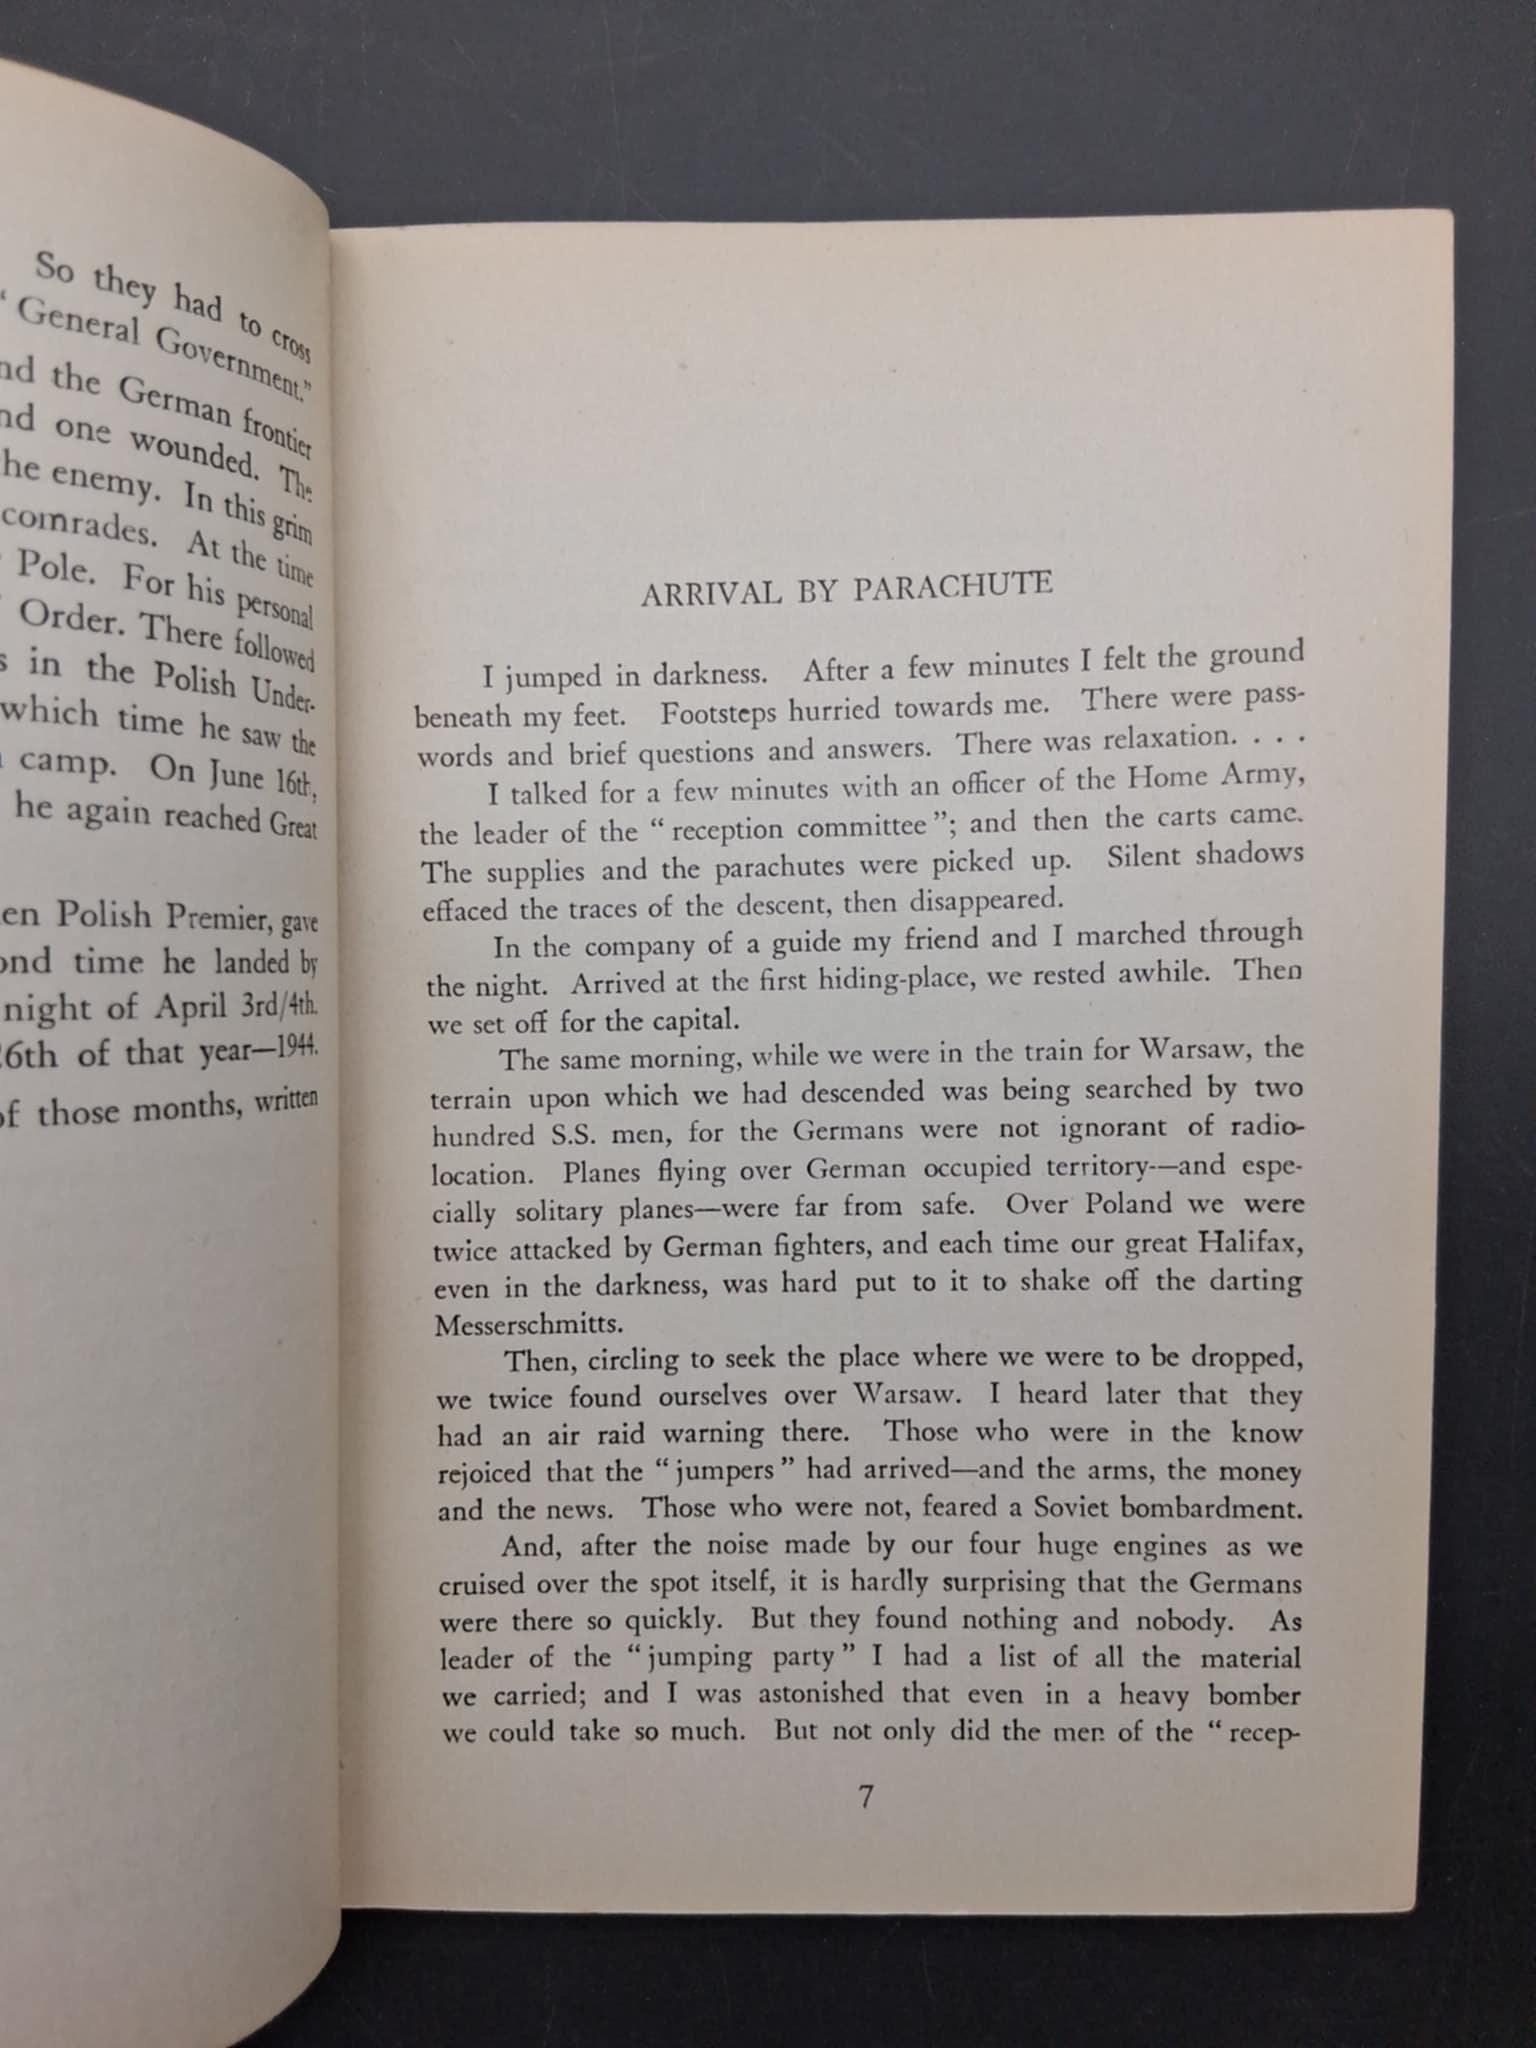 So they had to cross
"General Government."
the German frontier
one wounded. The
the enemy. In this grim
comrades. At the time
Pole. For his personal
Order. There followed
in the Polish Under-
which time he saw the
camp. On June 16th,
he again reached Great
Polish Premier, gave
time he landed by
night of April 3rd/4th.
26th of that year—1944.
of those months, written
ARRIVAL BY PARACHUTE
I jumped in darkness. After a few minutes I felt the ground
beneath my feet. Footsteps hurried towards me. There were pass-
words and brief questions and answers. There was relaxation. . . .
I talked for a few minutes with an officer of the Home Army,
the leader of the "reception committee"; and then the carts came.
The supplies and the parachutes were picked up. Silent shadows
effaced the traces of the descent, then disappeared.
In the company of a guide my friend and I marched through
the night. Arrived at the first hiding-place, we rested awhile. Then
we set off for the capital.
The same morning, while we were in the train for Warsaw, the
terrain upon which we had descended was being searched by two
hundred S.S. men, for the Germans were not ignorant of radio-
location. Planes flying over German occupied territory—and espe-
cially solitary planes—were far from safe. Over Poland we were
twice attacked by German fighters, and each time our great Halifax,
even in the darkness, was hard put to it to shake off the darting
Messerschmitts.
Then, circling to seek the place where we were to be dropped,
we twice found ourselves over Warsaw. I heard later that they
had an air raid warning there. Those who were in the know
rejoiced that the "jumpers" had arrived—and the arms, the money
and the news. Those who were not, feared a Soviet bombardment.
And, after the noise made by our four huge engines as we
cruised over the spot itself, it is hardly surprising that the Germans
were there so quickly. But they found nothing and nobody. As
leader of the "jumping party" I had a list of all the material
we carried; and I was astonished that even in a heavy bomber
we could take so much. But not only did the men of the "recep-
7